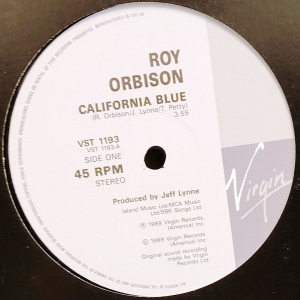 ROY
ORBISON
CALIFORNIA BLUE
(R. Orbison/J. Lynne/T. Petty)
3.55
VST 1193
VST 1193-A
SIDE ONE
45 RPM
STEREO
Produced by Jeff Lynne
Island Music Ltd/MCA Music
Ltd/SBK Songs Ltd
℗ 1989 Virgin Records
(America) Inc
© 1989 Virgin Records
(America) Inc
Original sound recording
made by Virgin
Records Ltd
Virgin